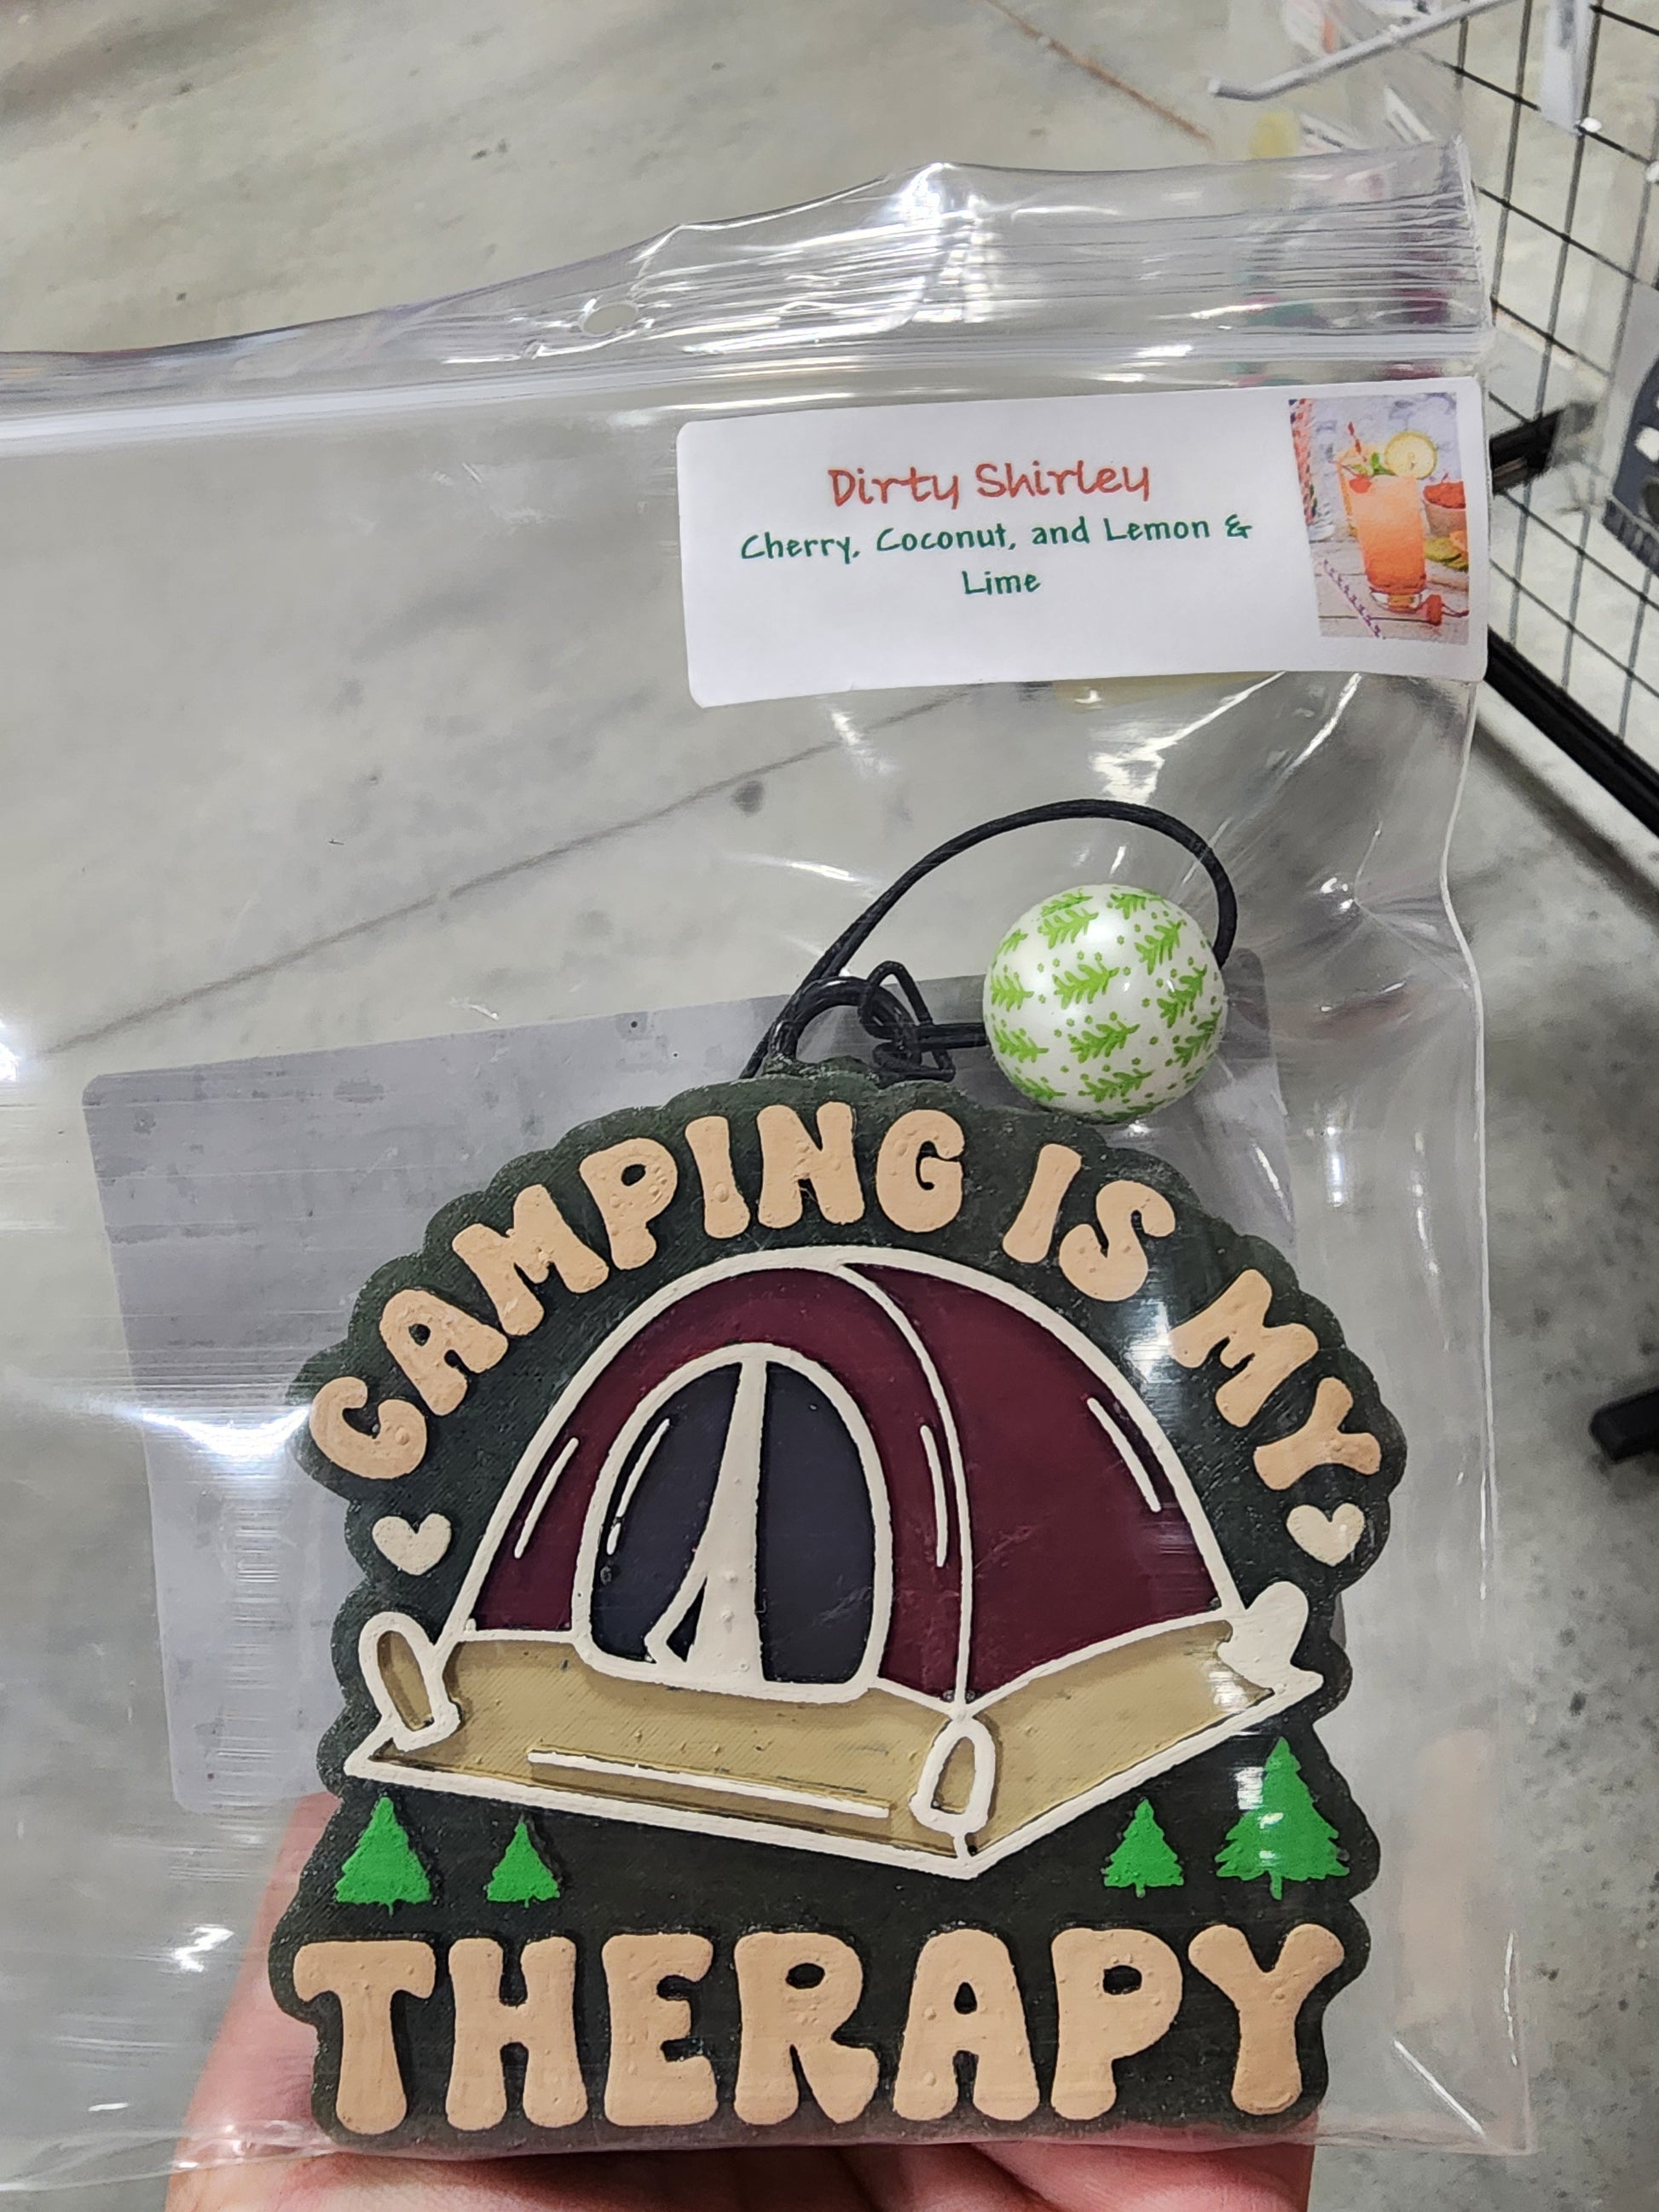 Dirty Shirley
Cherry, Coconut, and Lemon &
Lime
CAMPING IS MY
THERAPY